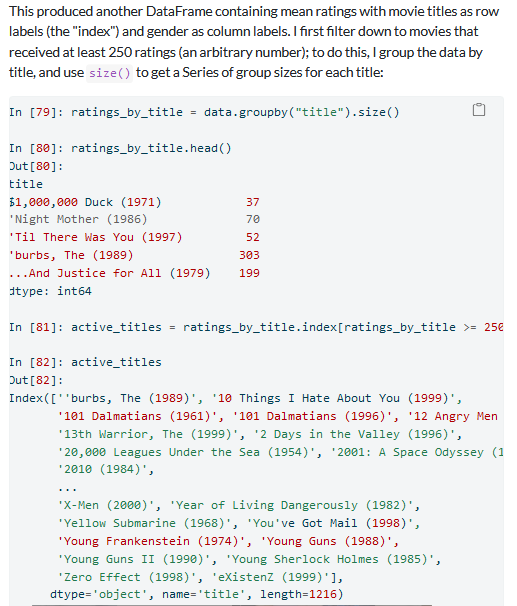 This produced another DataFrame containing mean ratings with movie titles as row
labels (the "index") and gender as column labels. I first filter down to movies that
received at least 250 ratings (an arbitrary number); to do this, I group the data by
title, and use size() to get a Series of group sizes for each title:
In [79]: ratings_by_title = data.groupby("title").size()
In [80]: ratings_by_title.head()
Out[80]:
title
$1,000,000 Duck (1971) 37
'Night Mother (1986) 70
'Til There Was You (1997) 52
'burbs, The (1989) 303
...And Justice for All (1979) 199
dtype: int64
In [81]: active_titles = ratings_by_title.index[ratings_by_title >= 250
In [82]: active_titles
Out[82]:
Index([''burbs, The (1989)', '10 Things I Hate About You (1999)',
'101 Dalmatians (1961)', '101 Dalmatians (1996)', '12 Angry Men
'13th Warrior, The (1999)', '2 Days in the Valley (1996)',
'20,000 Leagues Under the Sea (1954)', '2001: A Space Odyssey (1
'2010 (1984)',
...
'X-Men (2000)', 'Year of Living Dangerously (1982)',
'Yellow Submarine (1968)', 'You've Got Mail (1998)',
'Young Frankenstein (1974)', 'Young Guns (1988)',
'Young Guns II (1990)', 'Young Sherlock Holmes (1985)',
'Zero Effect (1998)', 'eXistenZ (1999)'],
dtype='object', name='title', length=1216)